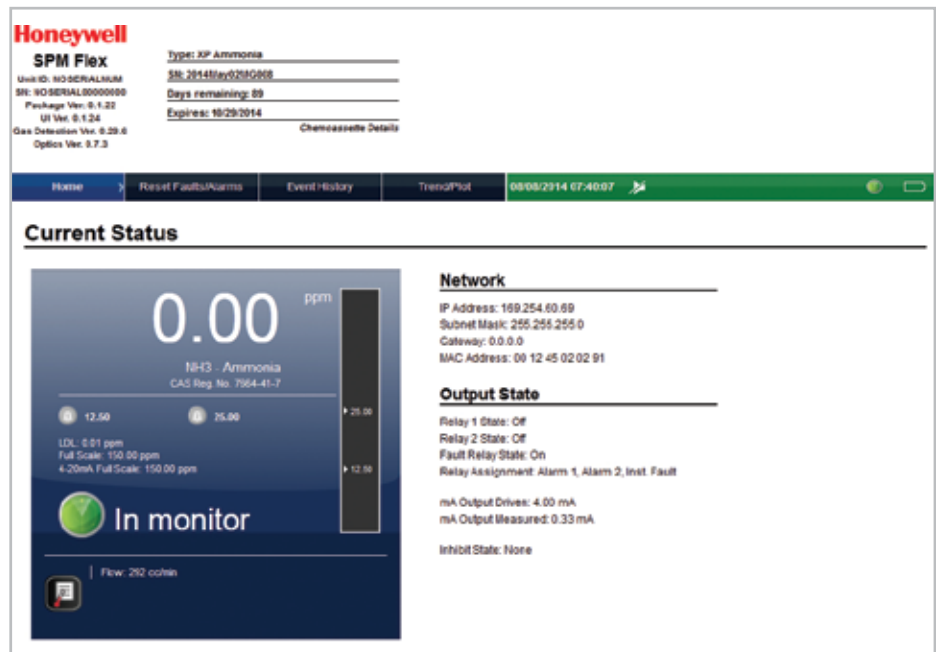 Honeywell
SPM Flex
Unit ID: NOSERIALNUM
SN: NOSERIAL00000000
Package Ver. 0.1.22
UI Ver. 0.1.24
Gas Detection Ver. 0.29.6
Optics Ver. 0.7.3
Type: XP Ammonia
SN: 2014May02MG008
Days remaining: 89
Expires: 10/29/2014
Chemcassette Details
Home
Reset Faults/Alarms
Event History
Trend/Plot
08/08/2014 07:40:07
Current Status
0.00 ppm
NH3 - Ammonia
CAS Reg. No. 7664-41-7
12.50
25.00
LDL: 0.01 ppm
Full Scale: 150.00 ppm
4-20mA Full Scale: 150.00 ppm
25.00
12.50
In monitor
Flow: 292 cc/min
Network
IP Address: 169.254.60.69
Subnet Mask: 255.255.255.0
Gateway: 0.0.0.0
MAC Address: 00 12 45 02 02 91
Output State
Relay 1 State: Off
Relay 2 State: Off
Fault Relay State: On
Relay Assignment: Alarm 1, Alarm 2, Inst. Fault
mA Output Driven: 4.00 mA
mA Output Measured: 0.33 mA
Inhibit State: None